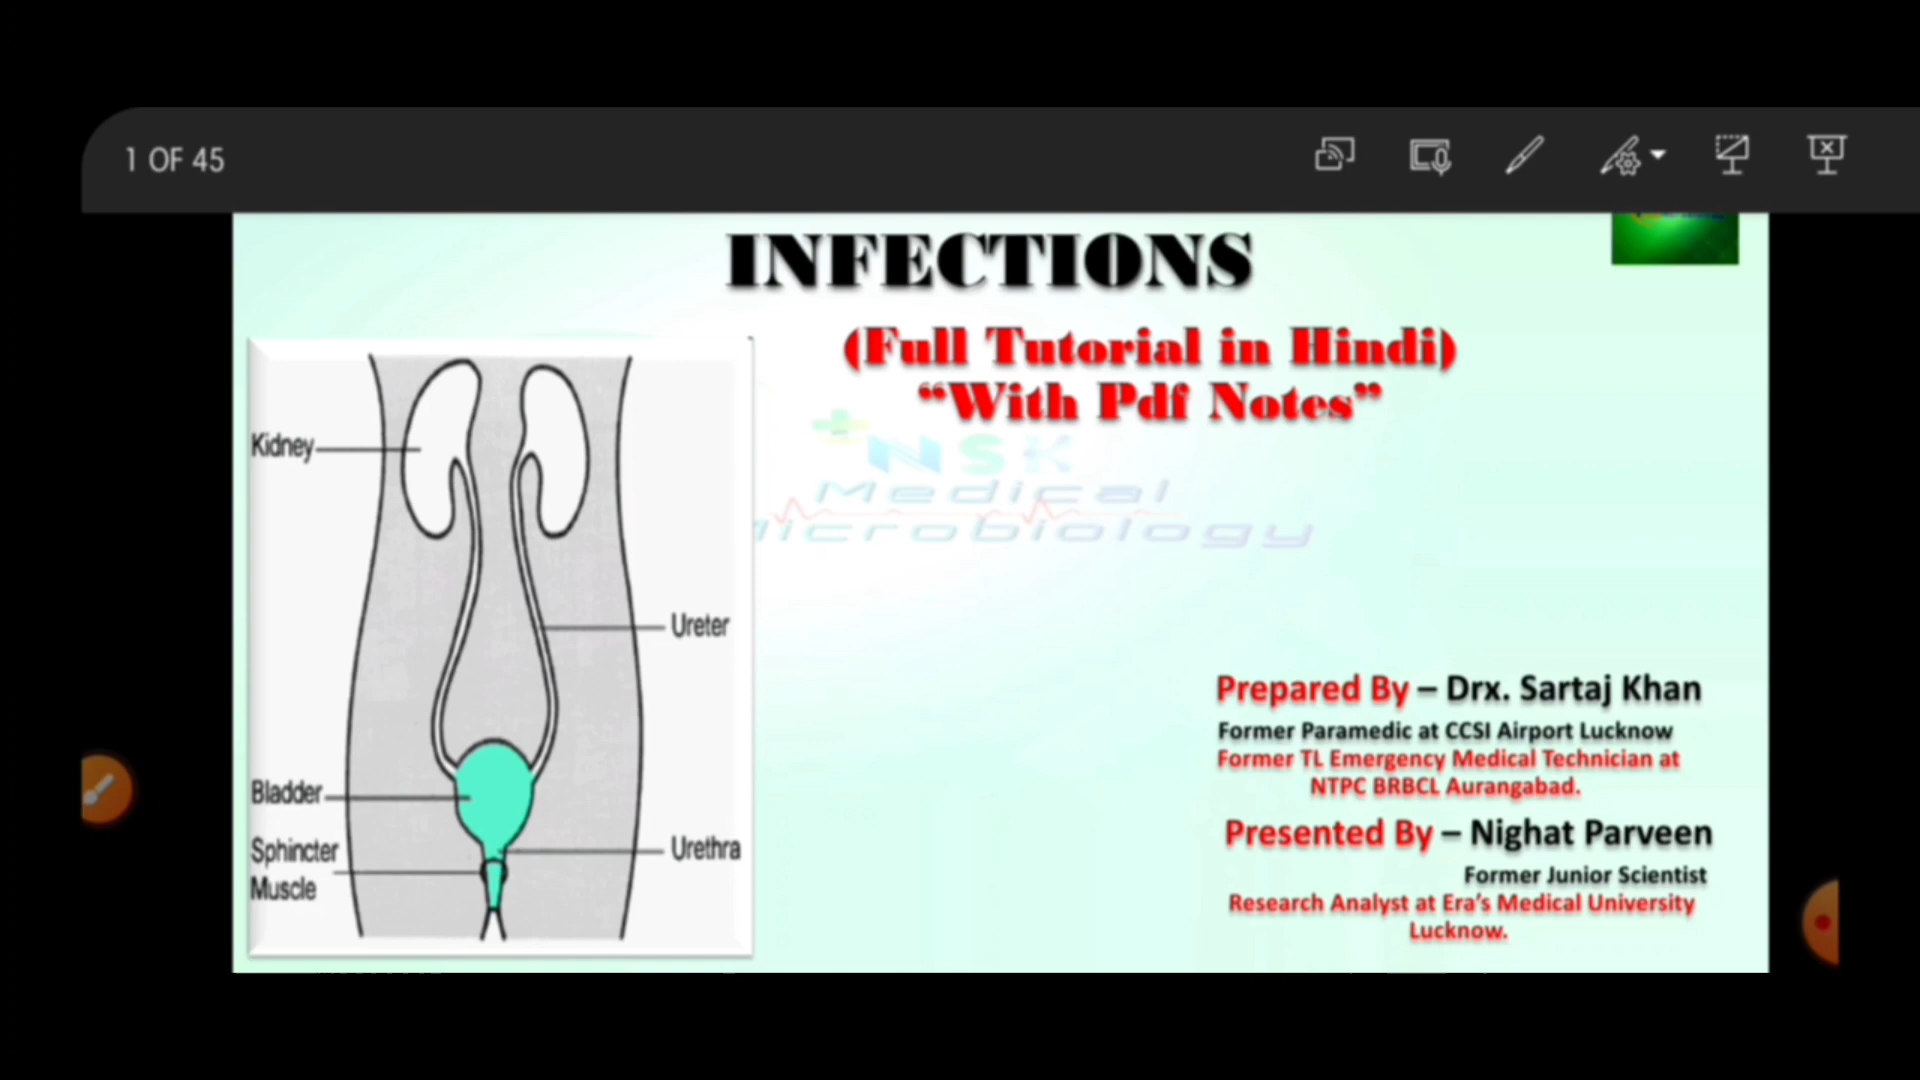 1 OF 45
INFECTIONS
(Full Tutorial in Hindi)
“With Pdf Notes”
NSK
Medical
Microbiology
Kidney
Ureter
Bladder
Sphincter
Muscle
Urethra
Prepared By – Drx. Sartaj Khan
Former Paramedic at CCSI Airport Lucknow
Former TL Emergency Medical Technician at
NTPC BRBCL Aurangabad.
Presented By – Nighat Parveen
Former Junior Scientist
Research Analyst at Era’s Medical University
Lucknow.